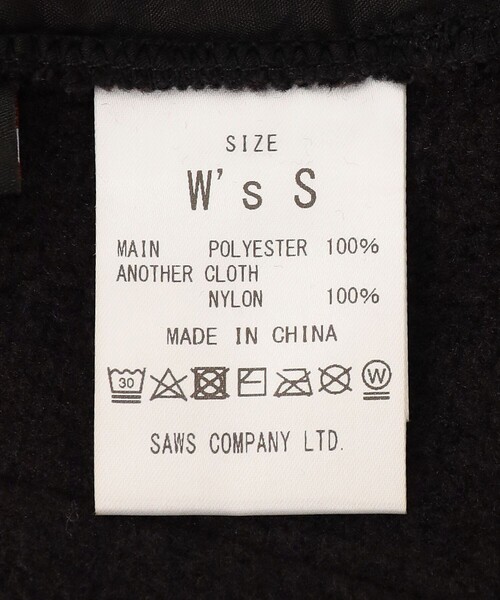 SIZE
W's S
MAIN POLYESTER 100%
ANOTHER CLOTH
NYLON 100%
MADE IN CHINA
30 W
SAWS COMPANY LTD.